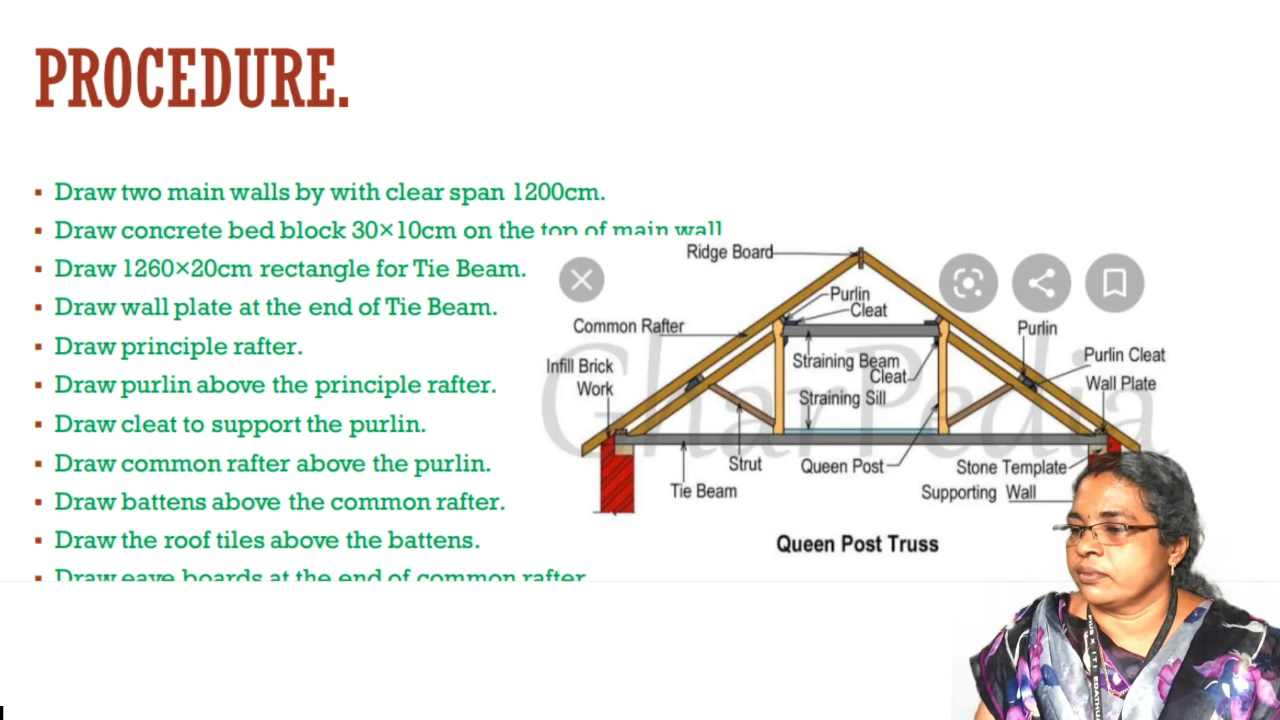 PROCEDURE.
Draw two main walls by with clear span 1200cm.
Draw concrete bed block 30×10cm on the top of main wall
Draw 1260×20cm rectangle for Tie Beam.
Draw wall plate at the end of Tie Beam.
Draw principle rafter.
Draw purlin above the principle rafter.
Draw cleat to support the purlin.
Draw common rafter above the purlin.
Draw battens above the common rafter.
Draw the roof tiles above the battens.
Draw eave boards at the end of common rafter
Ridge Board
Purlin
Cleat
Common Rafter
Purlin
Infill Brick
Work
Straining Beam
Cleat
Purlin Cleat
Wall Plate
Straining Sill
Strut
Queen Post
Stone Template
Tie Beam
Supporting Wall
Queen Post Truss
GharPedia